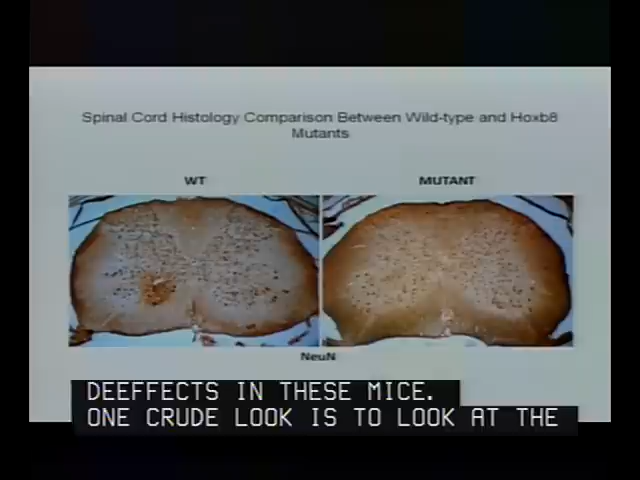 Spinal Cord Histology Comparison Between Wild-type and Hoxb8
Mutants
WT
MUTANT
NeuN
DEEFFECTS IN THESE MICE.
ONE CRUDE LOOK IS TO LOOK AT THE